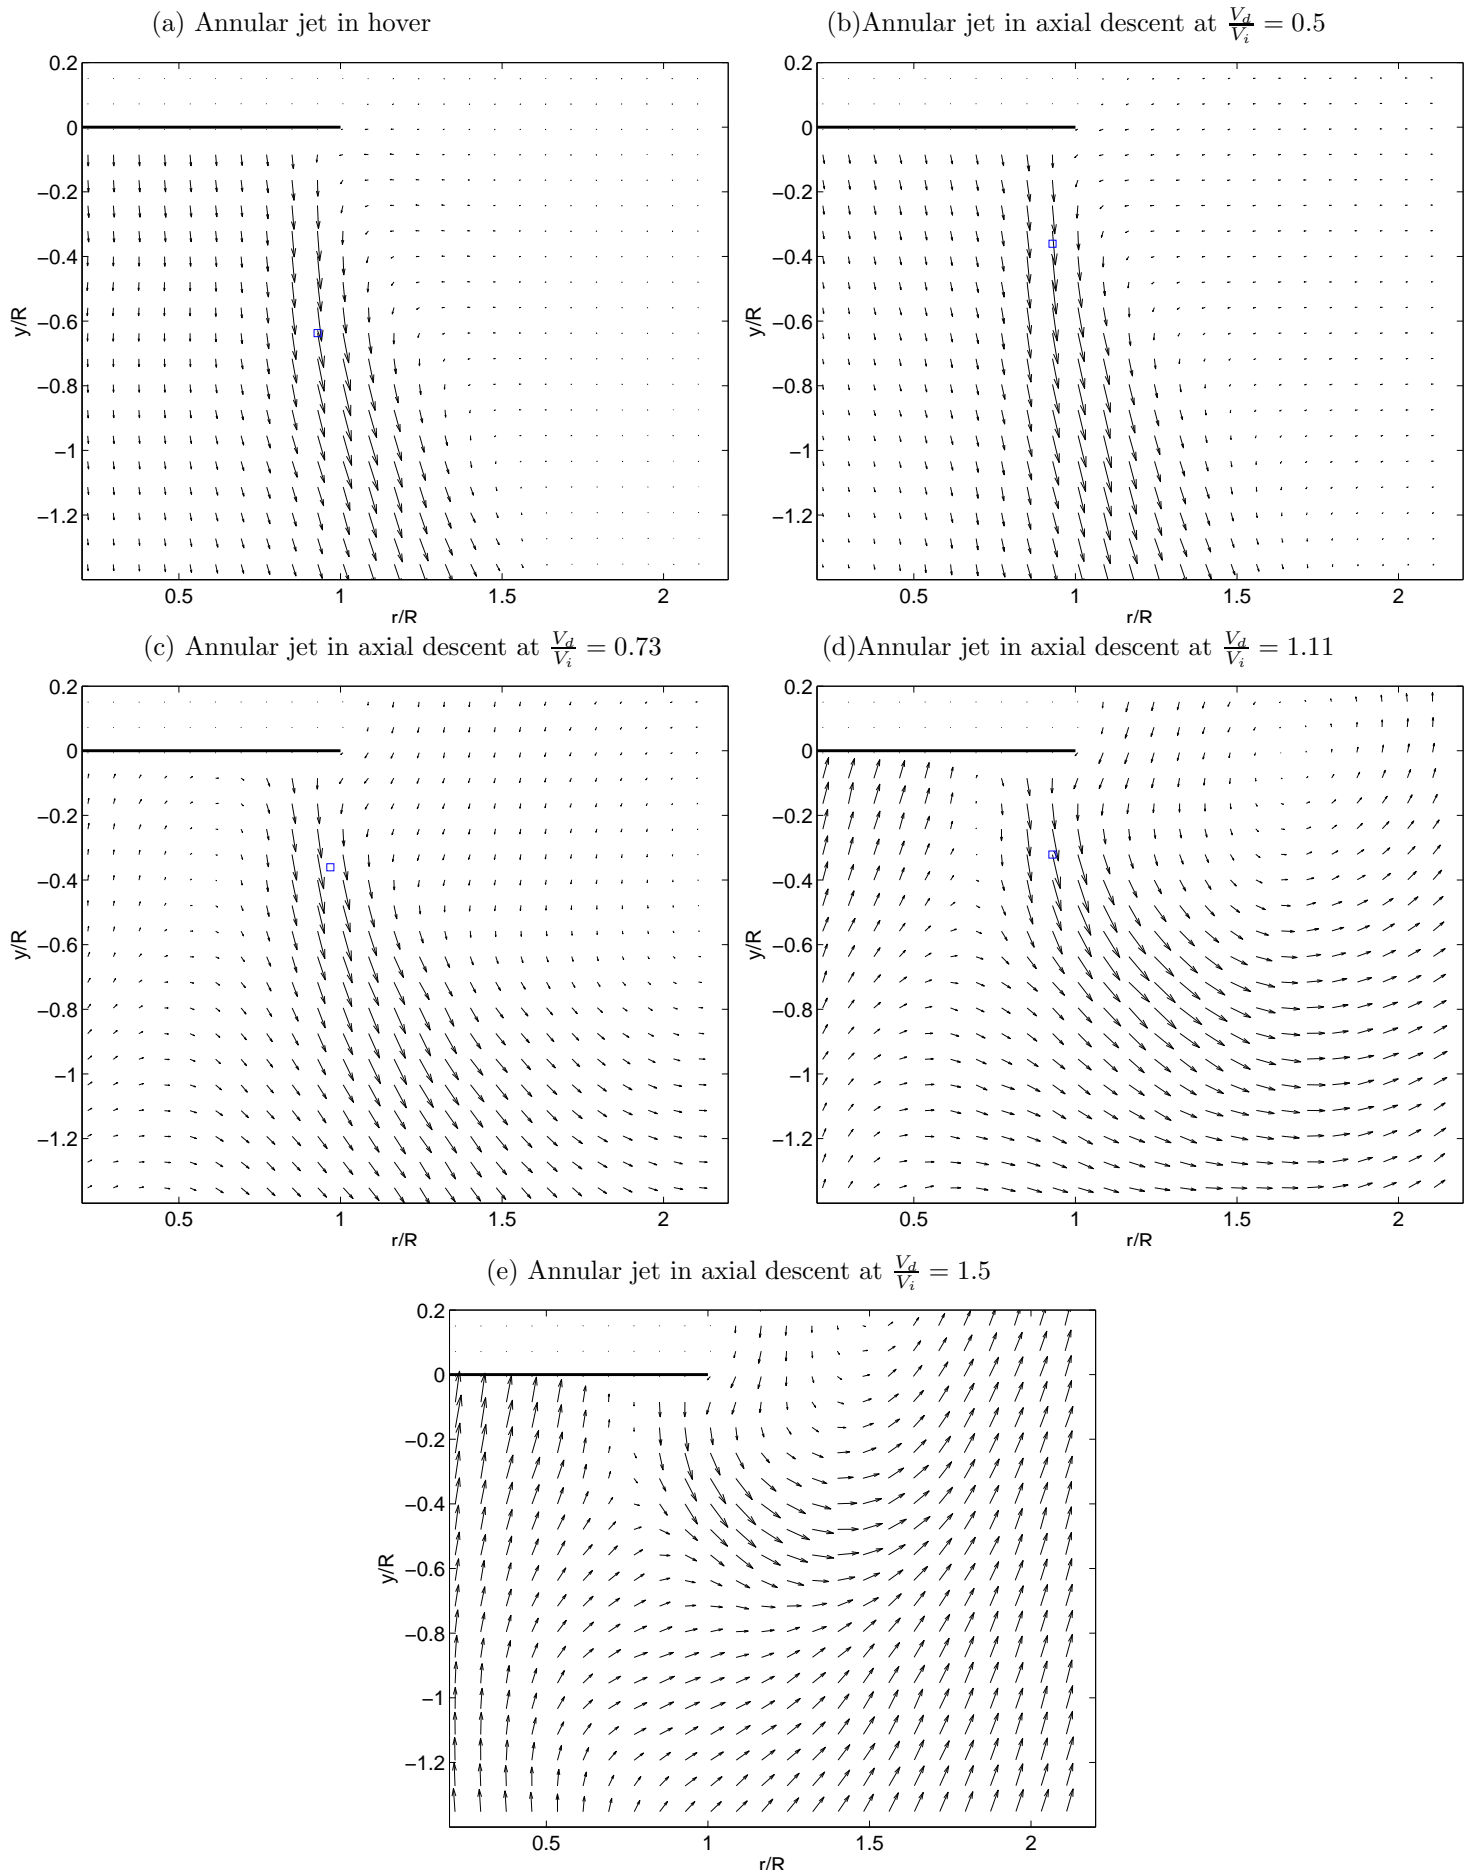 (a) Annular jet in hover
(b)Annular jet in axial descent at V_d/V_i = 0.5
0.2
0
−0.2
−0.4
−0.6
−0.8
−1
−1.2
y/R
0.5 1 1.5 2
r/R
0.2
0
−0.2
−0.4
−0.6
−0.8
−1
−1.2
y/R
0.5 1 1.5 2
r/R
(c) Annular jet in axial descent at V_d/V_i = 0.73
(d)Annular jet in axial descent at V_d/V_i = 1.11
0.2
0
−0.2
−0.4
−0.6
−0.8
−1
−1.2
y/R
0.5 1 1.5 2
r/R
0.2
0
−0.2
−0.4
−0.6
−0.8
−1
−1.2
y/R
0.5 1 1.5 2
r/R
(e) Annular jet in axial descent at V_d/V_i = 1.5
0.2
0
−0.2
−0.4
−0.6
−0.8
−1
−1.2
y/R
0.5 1 1.5 2
r/R